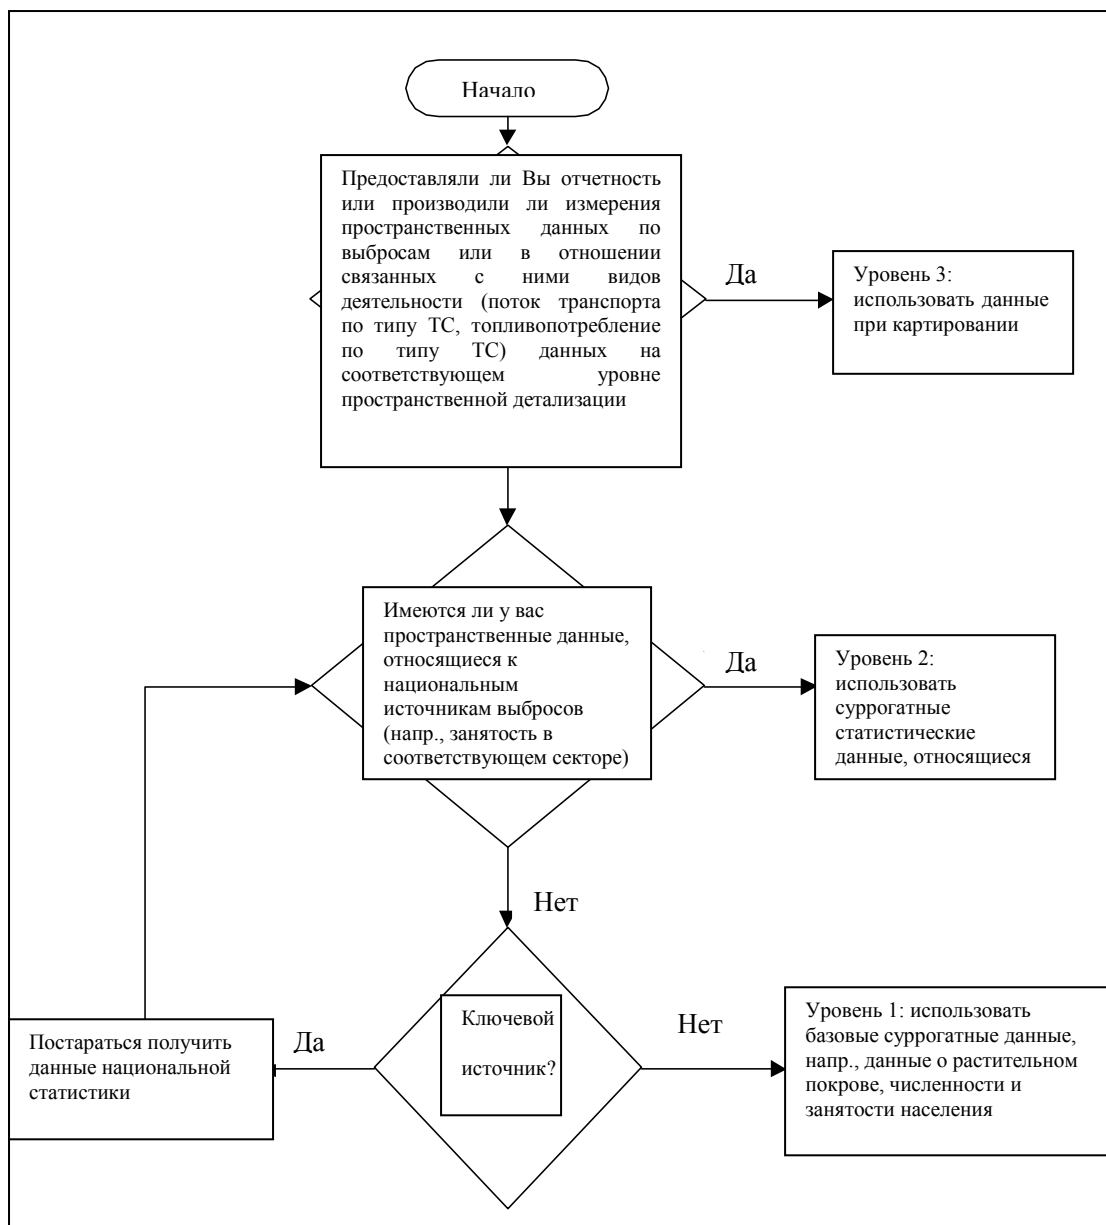 Начало
Предоставляли ли Вы отчетность
или производили ли измерения
пространственных данных по
выбросам или в отношении
связанных с ними видов
деятельности (поток транспорта
по типу ТС, топливопотребление
по типу ТС) данных на
соответствующем уровне
пространственной детализации
Да
Уровень 3:
использовать данные
при картировании
Имеются ли у вас
пространственные данные,
относящиеся к
национальным
источникам выбросов
(напр., занятость в
соответствующем секторе)
Да
Уровень 2:
использовать
суррогатные
статистические
данные, относящиеся
Нет
Ключевой
источник?
Да
Постараться получить
данные национальной
статистики
Нет
Уровень 1: использовать
базовые суррогатные данные,
напр., данные о растительном
покрове, численности и
занятости населения